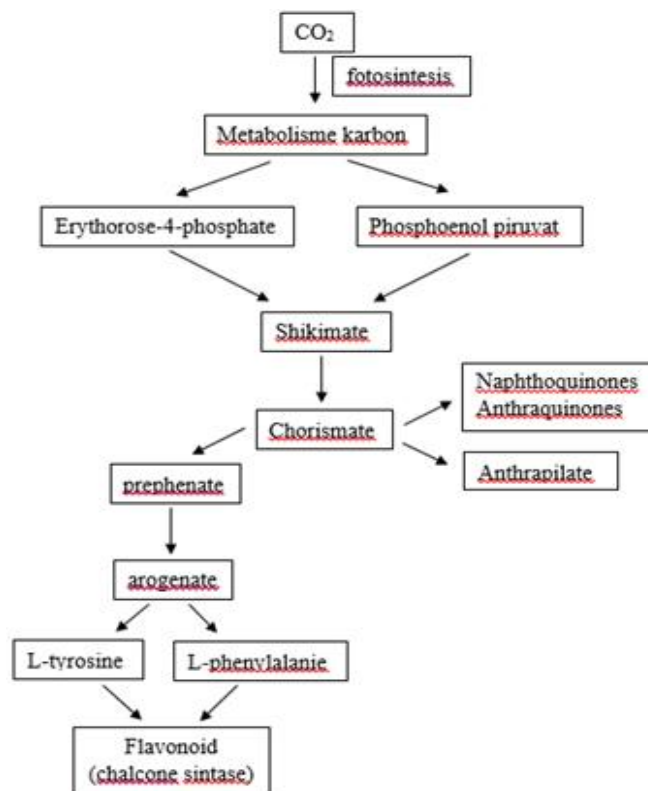 CO₂
fotosintesis
Metabolisme karbon
Erythorose-4-phosphate
Phosphoenol piruvat
Shikimate
Naphthoquinones
Anthraquinones
Chorismate
Anthrapilate
prephenate
arogenate
L-tyrosine
L-phenylalanie
Flavonoid
(chalcone sintase)